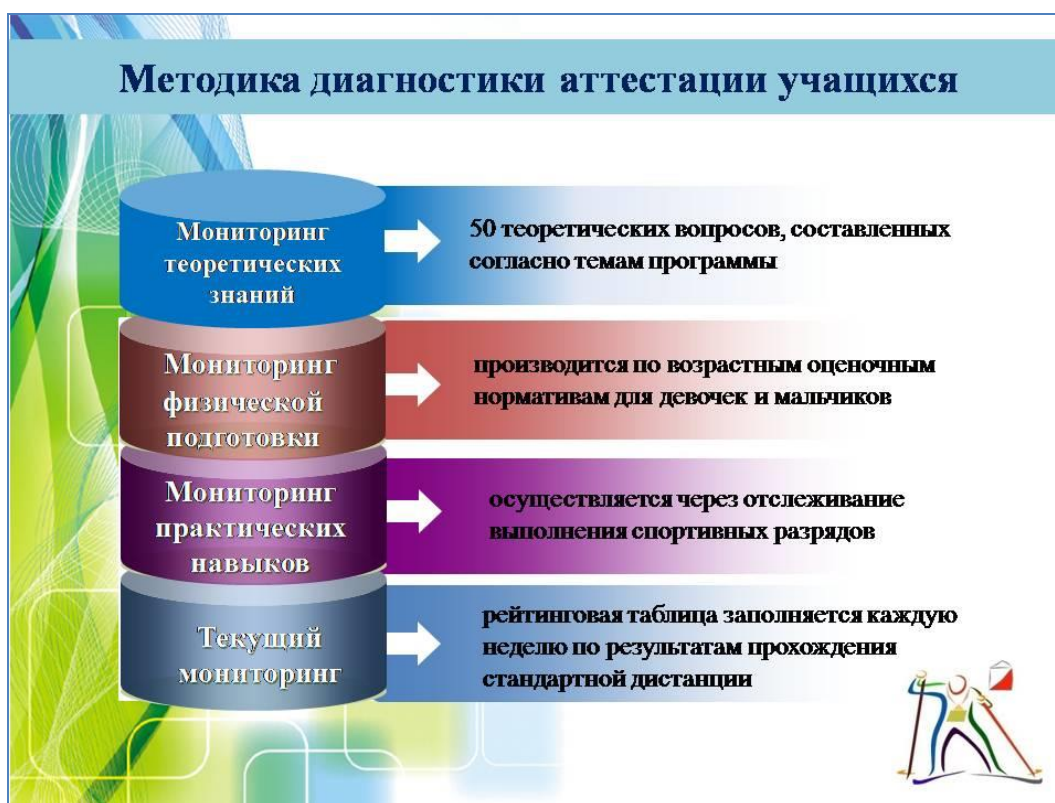 Методика диагностики аттестации учащихся
Мониторинг
теоретических
знаний
50 теоретических вопросов, составленных
согласно темам программы
Мониторинг
физической
подготовки
производится по возрастным оценочным
нормативам для девочек и мальчиков
Мониторинг
практических
навыков
осуществляется через отслеживание
выполнения спортивных разрядов
Текущий
мониторинг
рейтинговая таблица заполняется каждую
неделю по результатам прохождения
стандартной дистанции